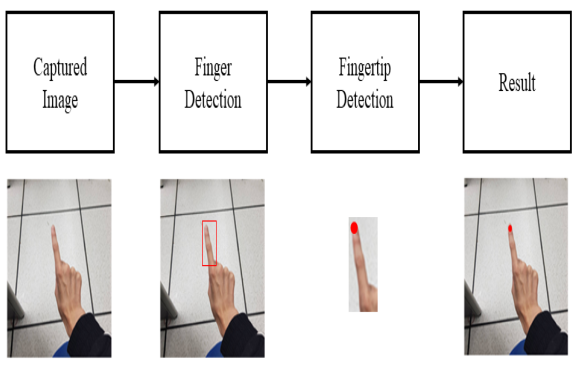 Captured
Image
Finger
Detection
Fingertip
Detection
Result